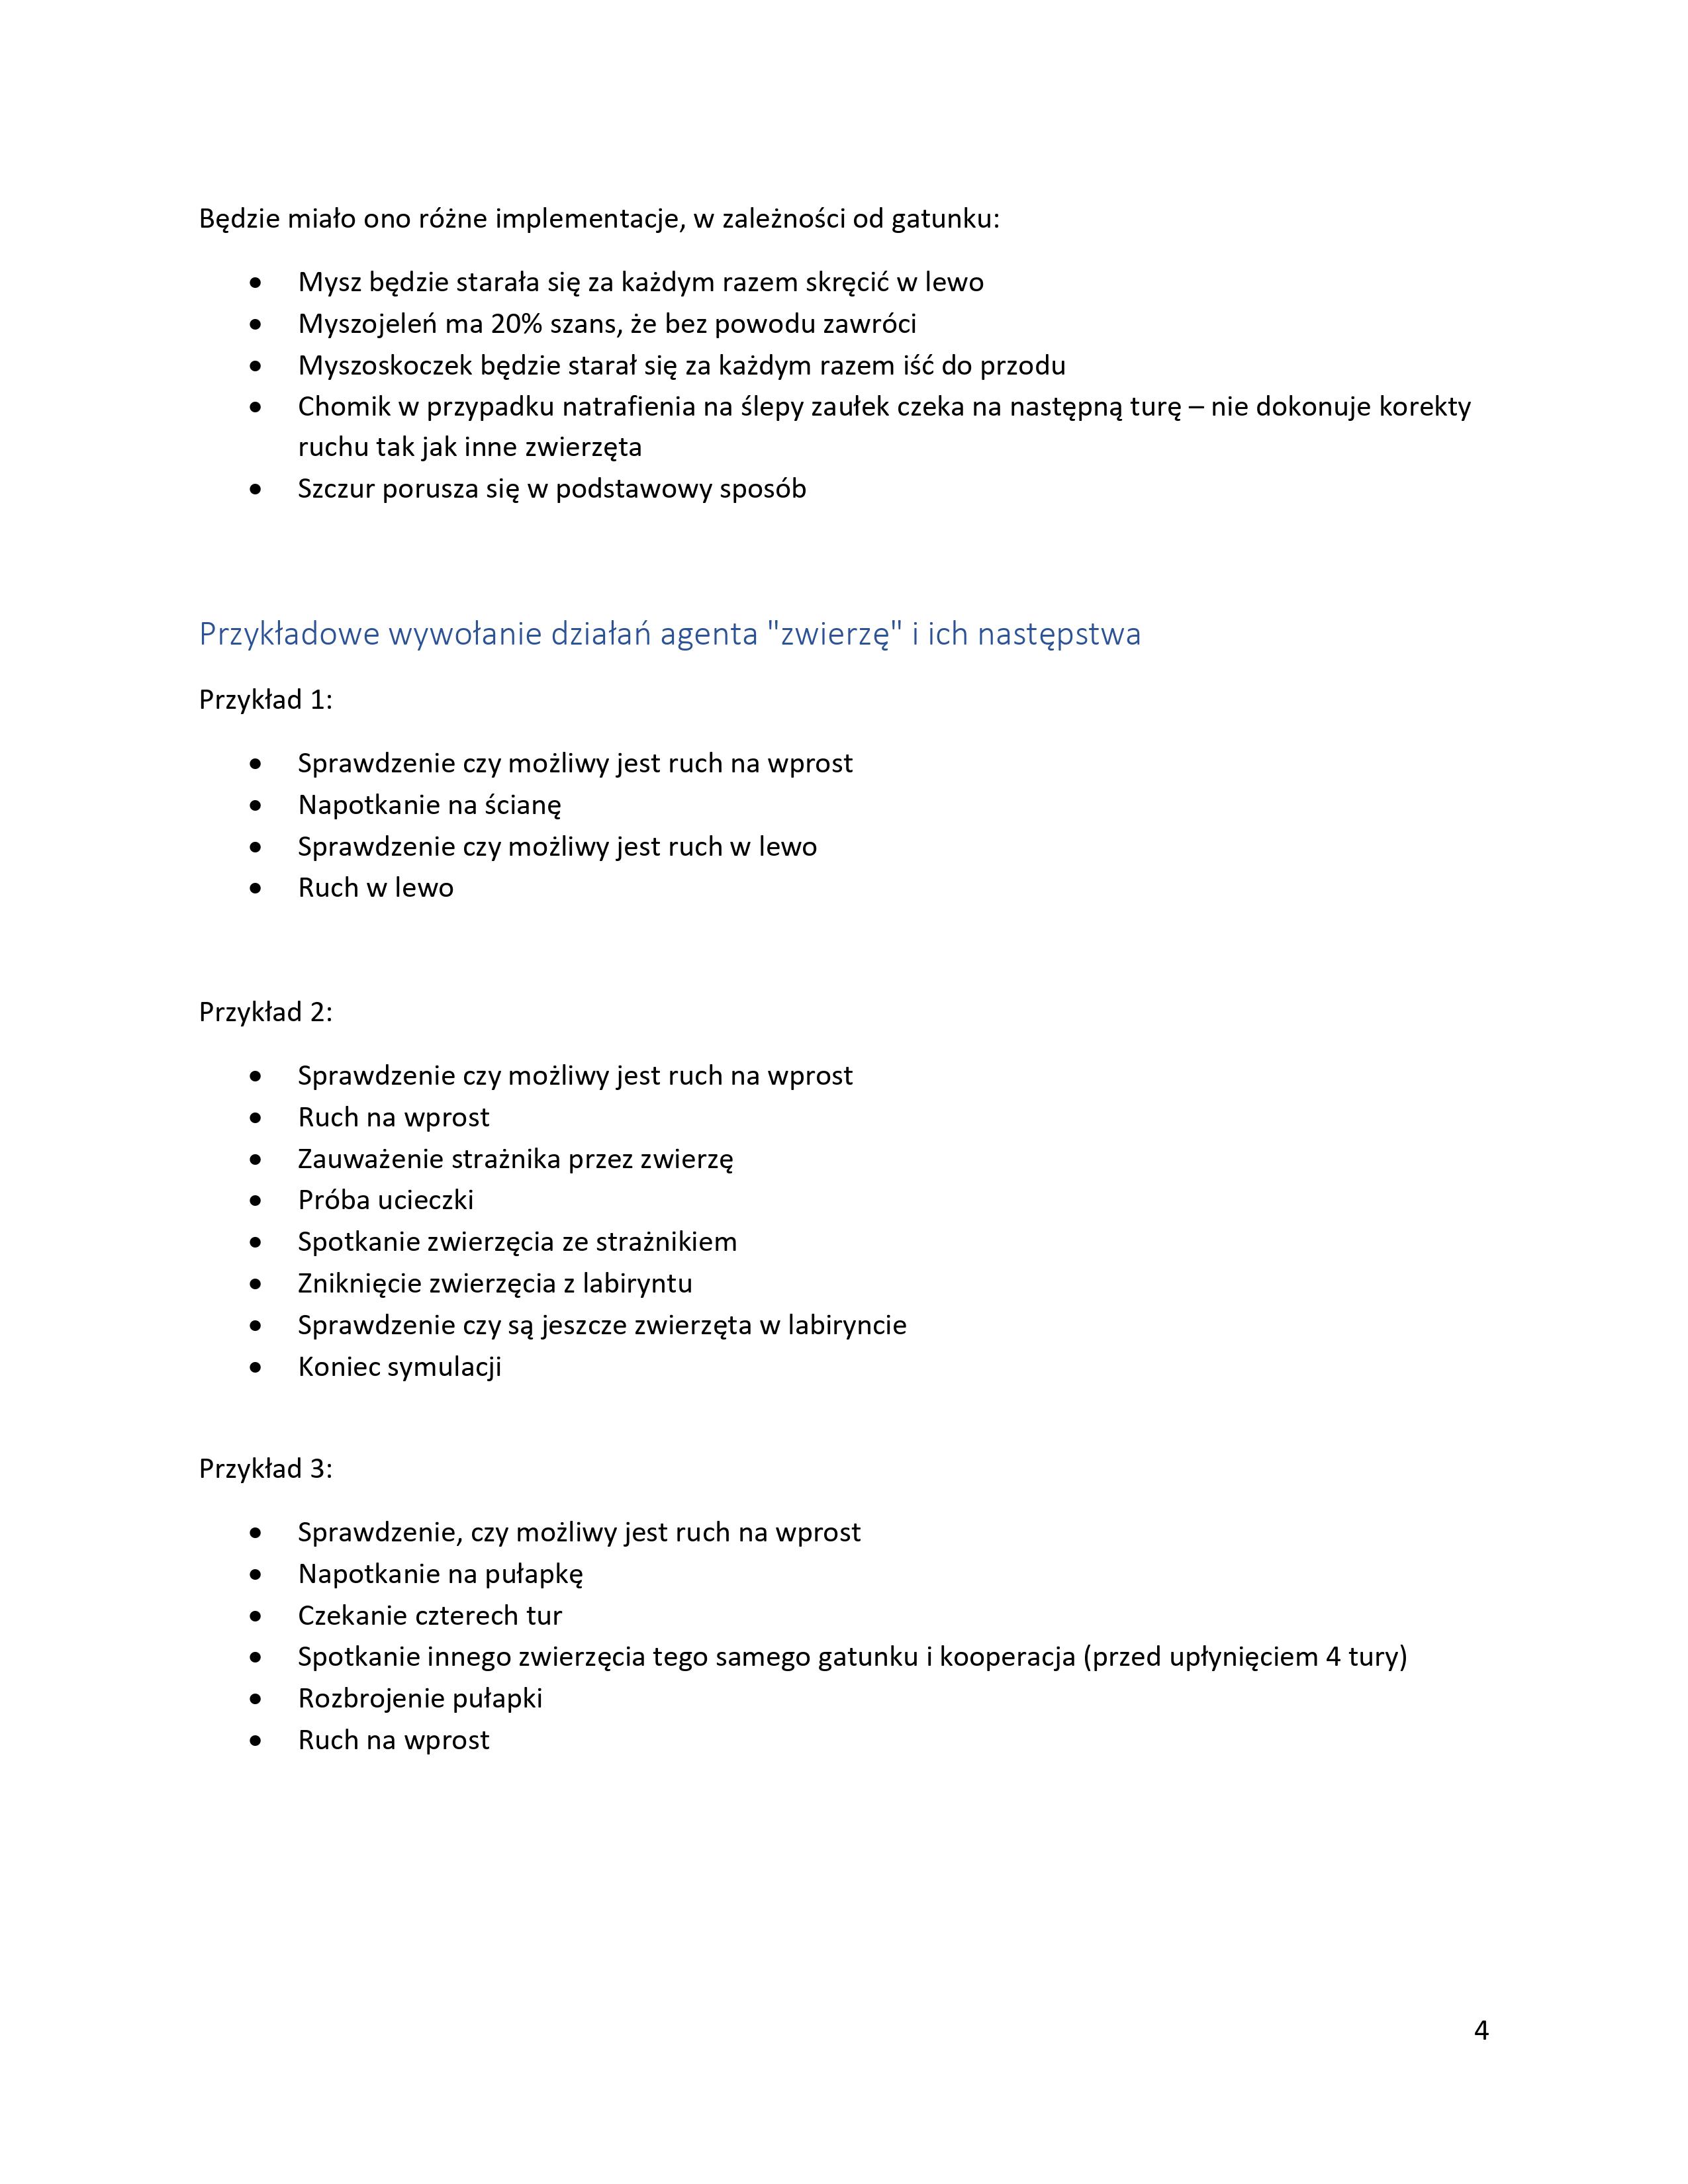 Będzie miało ono różne implementacje, w zależności od gatunku:
• Mysz będzie starała się za każdym razem skręcić w lewo
• Myszojeleń ma 20% szans, że bez powodu zawróci
• Myszoskoczek będzie starał się za każdym razem iść do przodu
• Chomik w przypadku natrafienia na ślepy zaułek czeka na następną turę – nie dokonuje korekty
ruchu tak jak inne zwierzęta
• Szczur porusza się w podstawowy sposób
Przykładowe wywołanie działań agenta "zwierzę" i ich następstwa
Przykład 1:
• Sprawdzenie czy możliwy jest ruch na wprost
• Napotkanie na ścianę
• Sprawdzenie czy możliwy jest ruch w lewo
• Ruch w lewo
Przykład 2:
• Sprawdzenie czy możliwy jest ruch na wprost
• Ruch na wprost
• Zauważenie strażnika przez zwierzę
• Próba ucieczki
• Spotkanie zwierzęcia ze strażnikiem
• Zniknięcie zwierzęcia z labiryntu
• Sprawdzenie czy są jeszcze zwierzęta w labiryncie
• Koniec symulacji
Przykład 3:
• Sprawdzenie, czy możliwy jest ruch na wprost
• Napotkanie na pułapkę
• Czekanie czterech tur
• Spotkanie innego zwierzęcia tego samego gatunku i kooperacja (przed upłynięciem 4 tury)
• Rozbrojenie pułapki
• Ruch na wprost
4